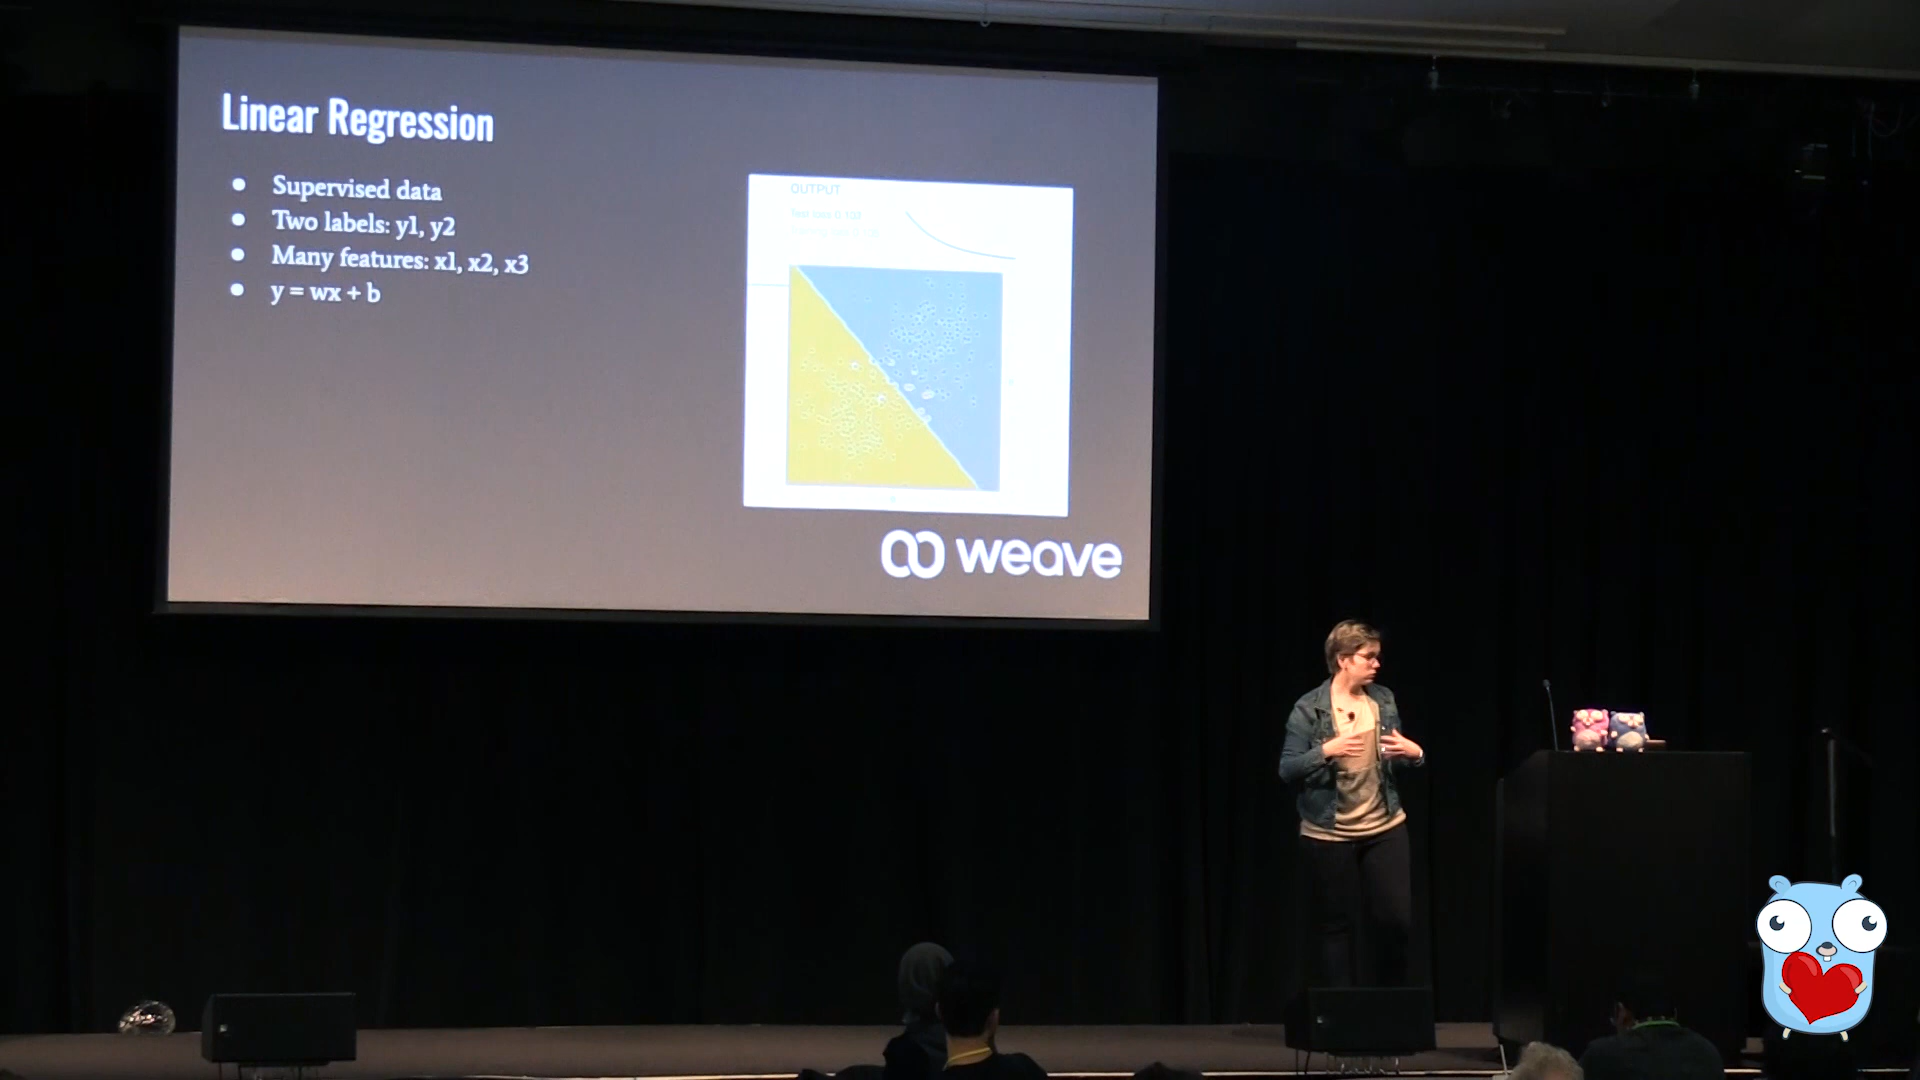 Linear Regression
Supervised data
Two labels: y1, y2
Many features: x1, x2, x3
y = wx + b
OUTPUT
weave